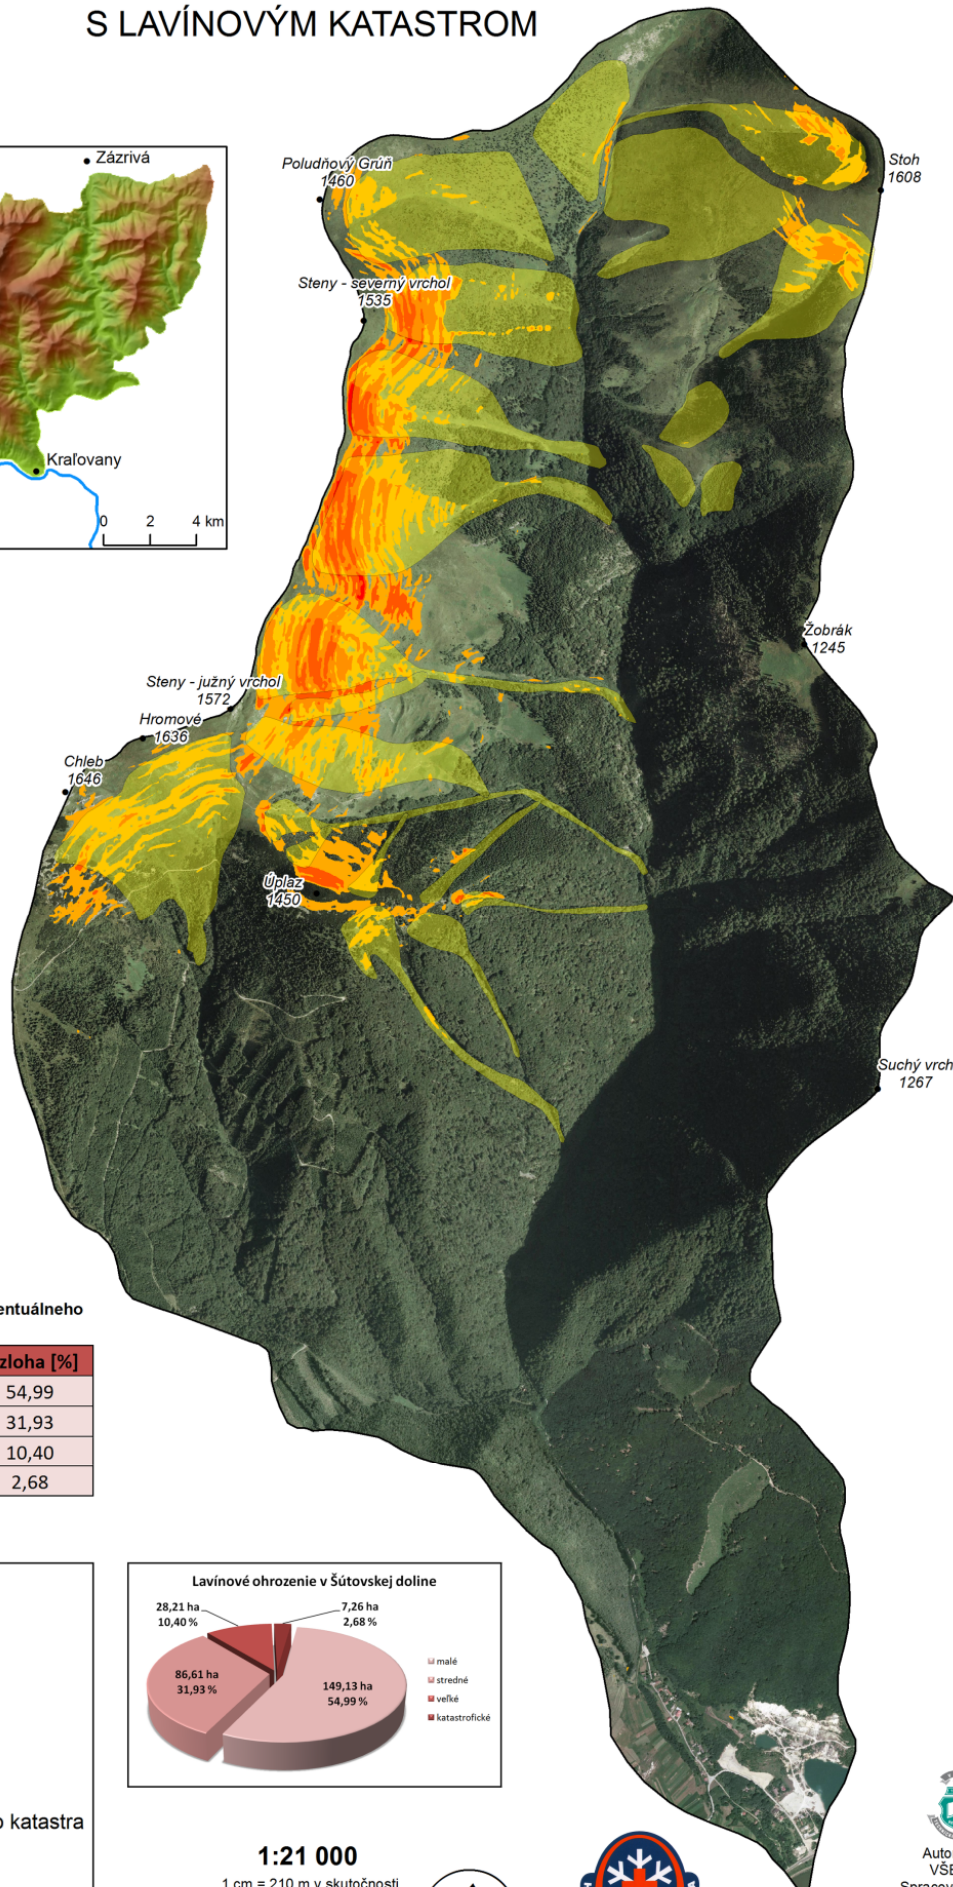 S LAVÍNOVÝM KATASTROM
Zázrivá
Kraľovany
0 2 4 km
Poludňový Grúň
1460
Stoh
1608
Steny - severný vrchol
1535
Žobrák
1245
Steny - južný vrchol
1572
Hromové
1636
Chleb
1646
Úplaz
1450
Suchý vrch
1267
entuálneho
zloha [%]
54,99
31,93
10,40
2,68
Lavínové ohrozenie v Šútovskej doline
28,21 ha
10,40 %
7,26 ha
2,68 %
86,61 ha
31,93 %
149,13 ha
54,99 %
malé
stredné
veľké
katastrofické
o katastra
1:21 000
1 cm = 210 m v skutočnosti
Autor
VŠE
Spracov